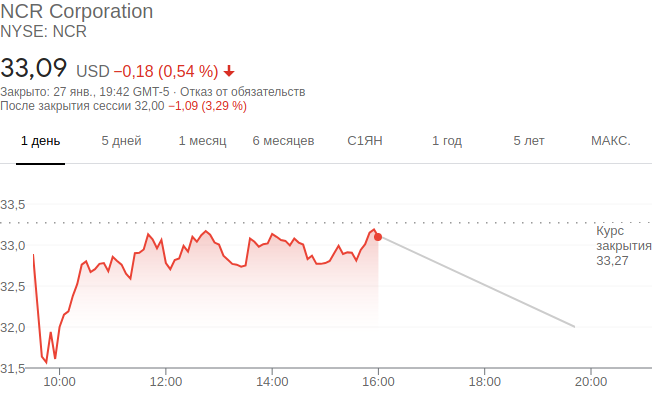 NCR Corporation
NYSE: NCR
33,09 USD −0,18 (0,54 %)
Закрыто: 27 янв., 19:42 GMT-5 · Отказ от обязательств
После закрытия сессии 32,00 −1,09 (3,29 %)
1 день 5 дней 1 месяц 6 месяцев С1ЯН 1 год 5 лет МАКС.
33,5
Курс
закрытия
33,27
33,0
32,5
32,0
31,5
10:00 12:00 14:00 16:00 18:00 20:00